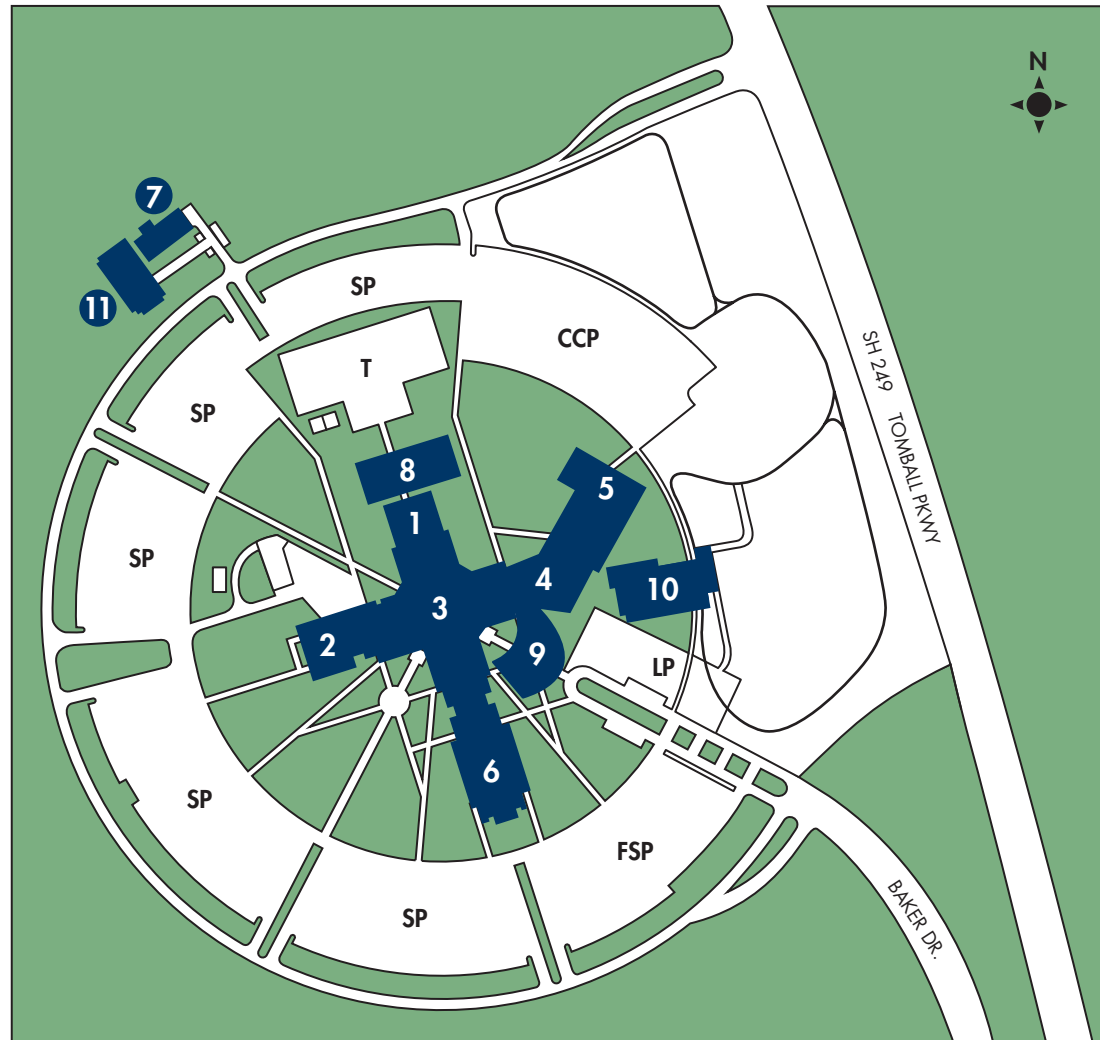 N
7
11
SP
CCP
T
SP
SH 249 TOMBALL PKWY
8
5
1
SP
4
10
3
2
9
LP
6
SP
FSP
SP
BAKER DR.